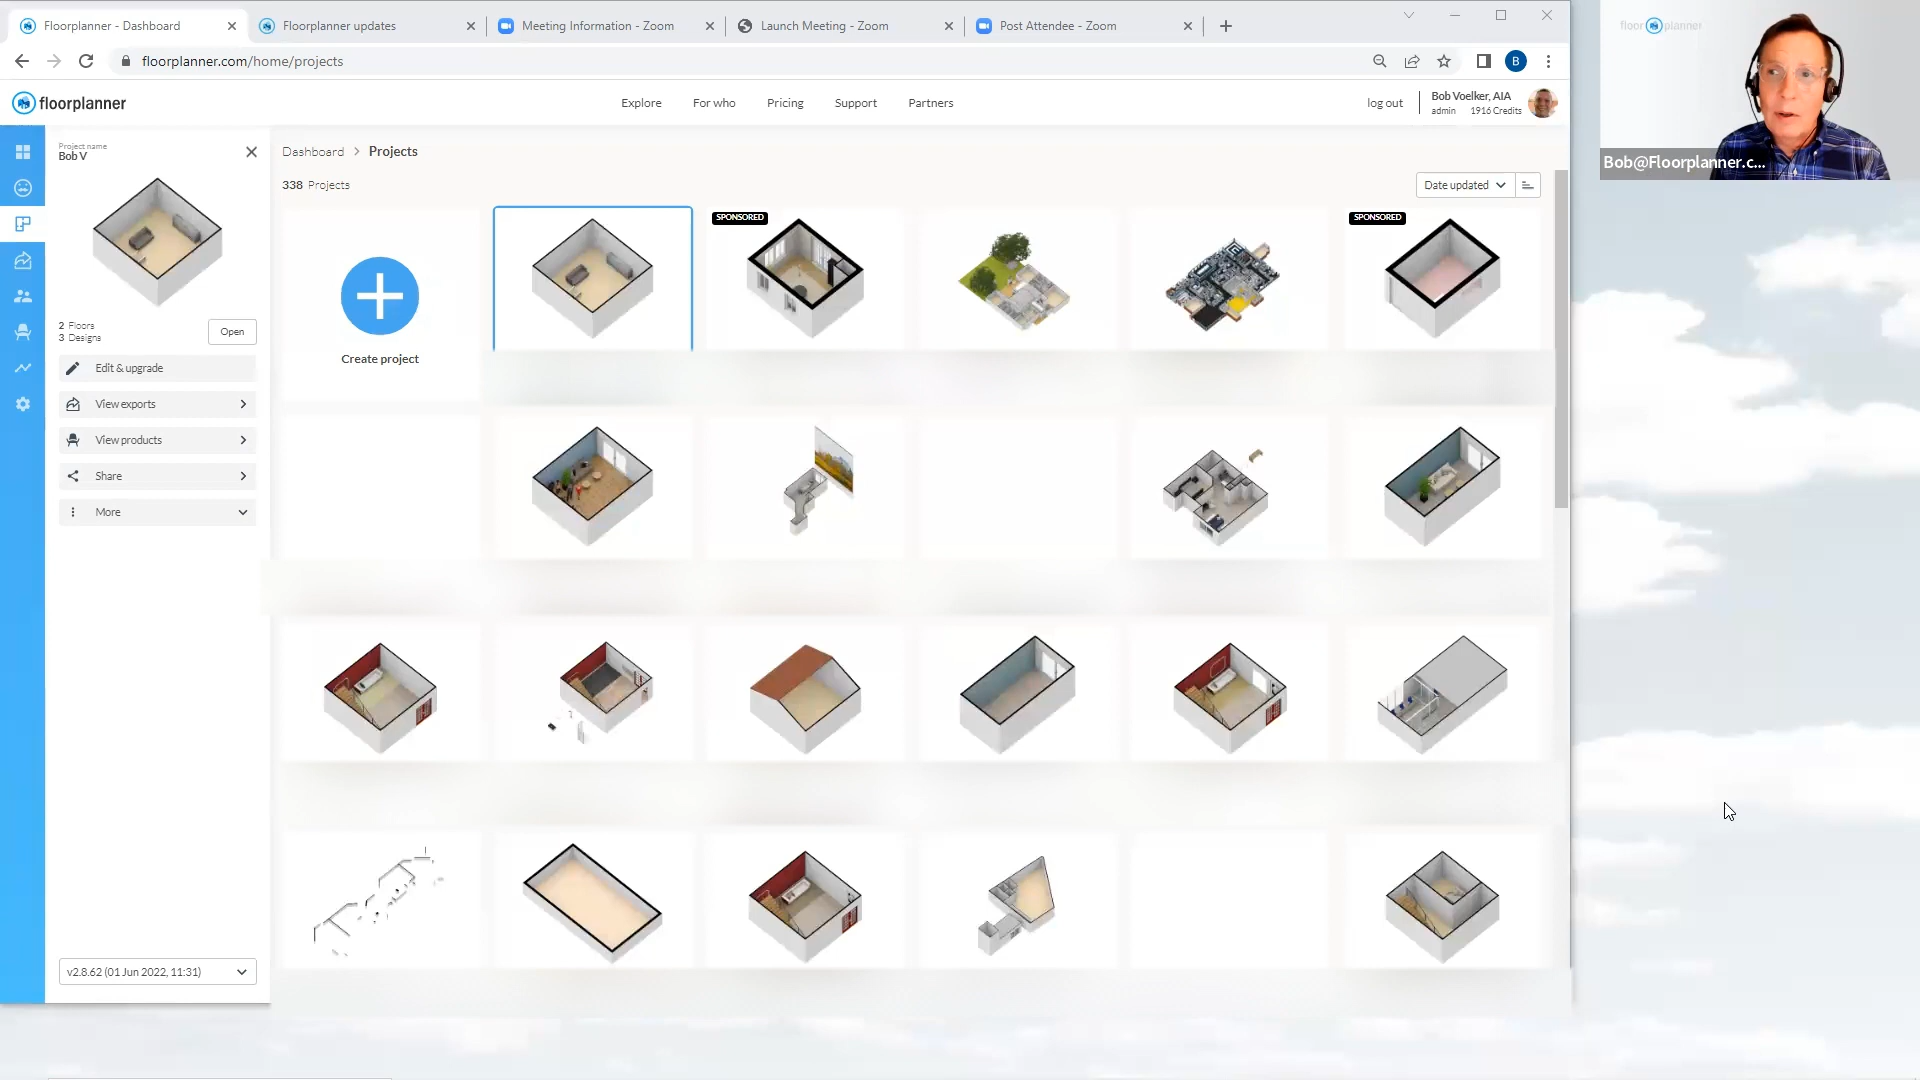 Floorplanner - Dashboard
Floorplanner updates
Meeting Information - Zoom
Launch Meeting - Zoom
Post Attendee - Zoom
floorplanner.com/home/projects
B
floorplanner
Explore
For who
Pricing
Support
Partners
log out
Bob Voelker, AIA
admin 1916 Credits
floor planner
Bob@Floorplanner.c...
Project name
Bob V
2 Floors
3 Designs
Open
Edit & upgrade
View exports
View products
Share
More
v2.8.62 (01 Jun 2022, 11:31)
Dashboard > Projects
338 Projects
Date updated
Create project
SPONSORED
SPONSORED